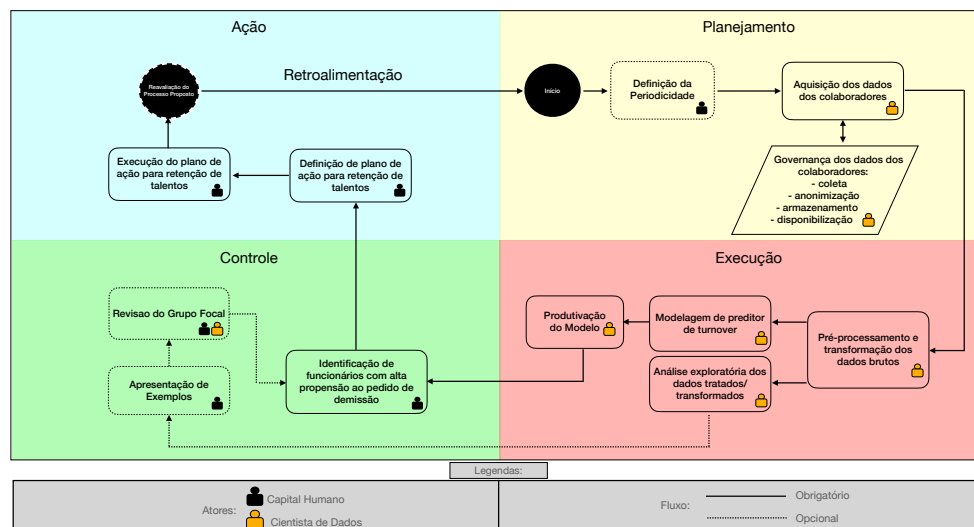 Ação
Planejamento
Retroalimentação
Reavaliação do
Processo Proposto
Início
Definição da
Periodicidade
Aquisição dos dados
dos colaboradores
Governança dos dados dos
colaboradores:
- coleta
- anonimização
- armazenamento
- disponibilização
Execução do plano de
ação para retenção de
talentos
Definição de plano de
ação para retenção de
talentos
Controle
Execução
Revisao do Grupo Focal
Apresentação de
Exemplos
Identificação de
funcionários com alta
propensão ao pedido de
demissão
Produtivação
do Modelo
Modelagem de preditor
de turnover
Análise exploratória dos
dados tratados/
transformados
Pré-processamento e
transformação dos
dados brutos
Legendas:
Atores:
Capital Humano
Cientista de Dados
Fluxo:
Obrigatório
Opcional